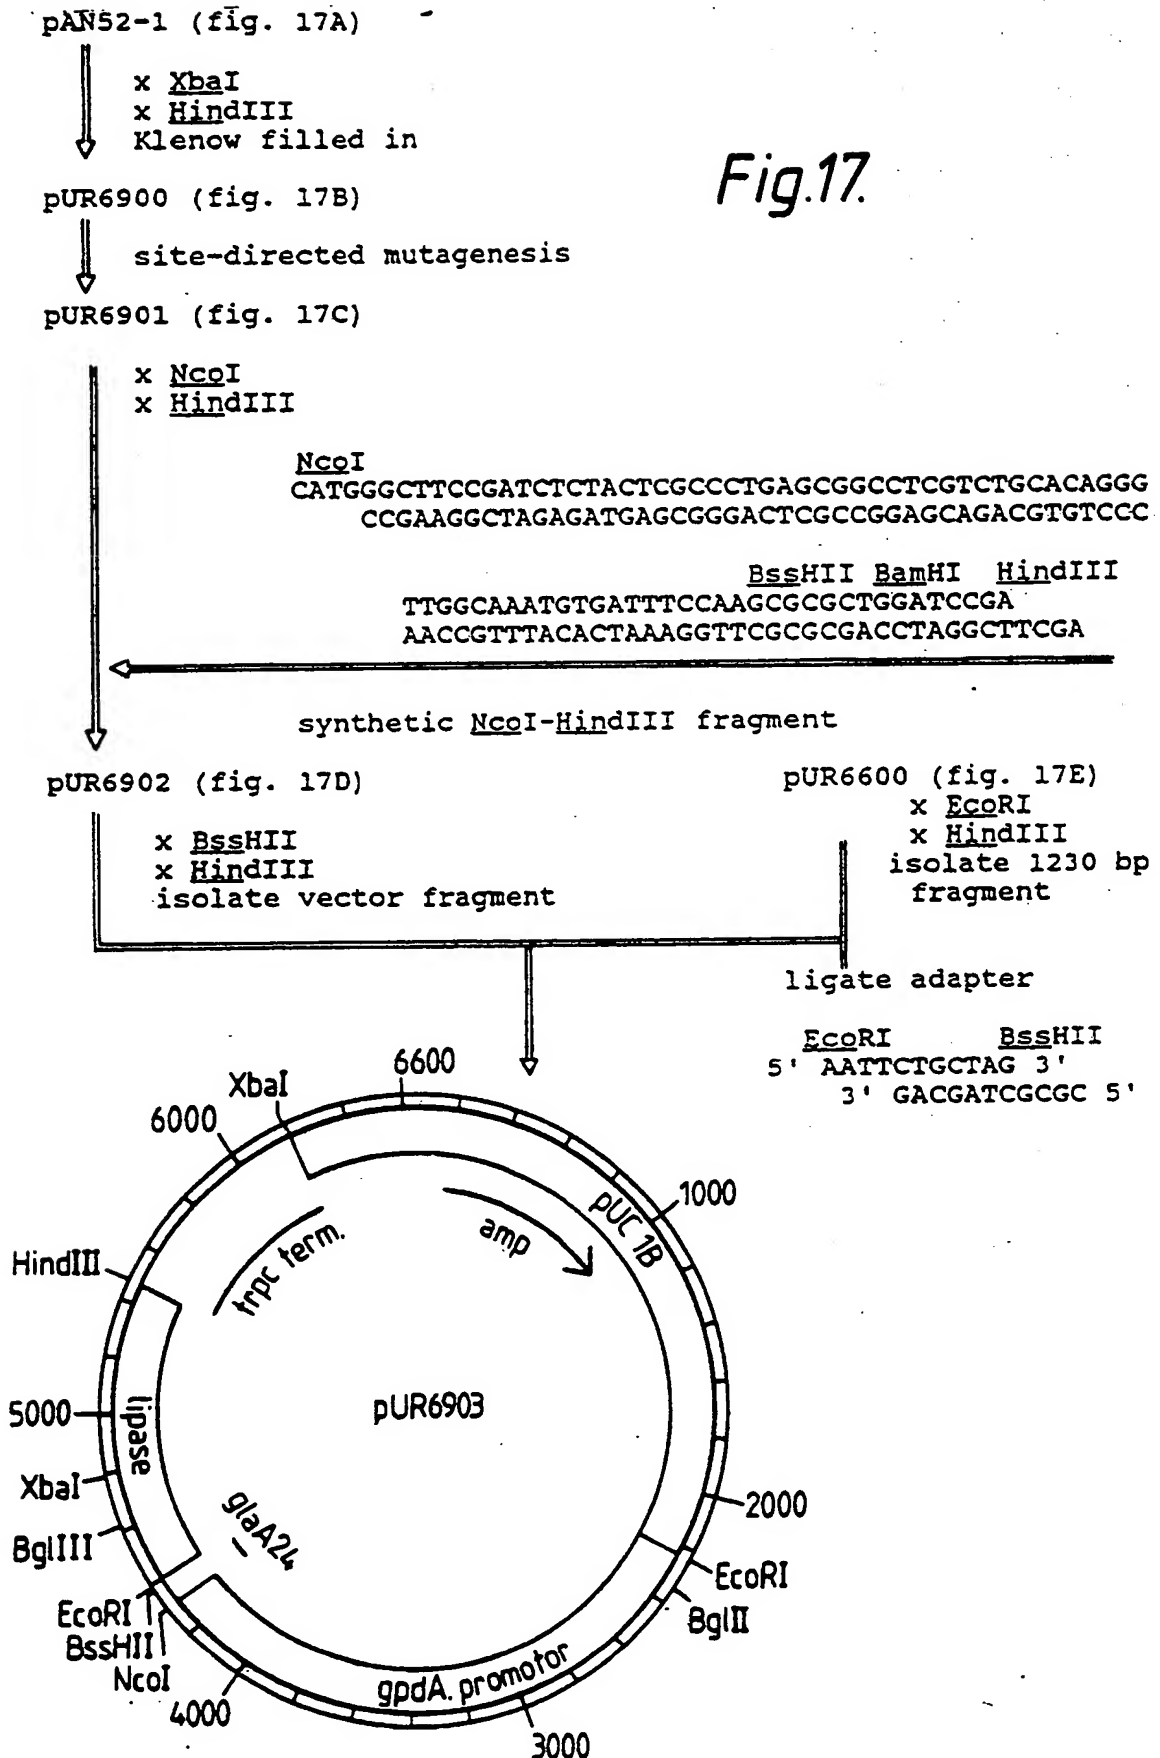 pAN52-1 (fig. 17A)
x XbaI
x HindIII
Klenow filled in
Fig.17.
pUR6900 (fig. 17B)
site-directed mutagenesis
pUR6901 (fig. 17C)
x NcoI
x HindIII
NcoI
CATGGGCTTCCGATCTCTACTCGCCCTGAGCGGCCTCGTCTGCACAGGG
CCGAAGGCTAGAGATGAGCGGGACTCGCCGGAGCAGACGTGTCCC
BssHII BamHI HindIII
TTGGCAAATGTGATTTCCAAGCGCGCTGGATCCGA
AACCGTTTACACTAAAGGTTCGCGCGACCTAGGCTTCGA
synthetic NcoI-HindIII fragment
pUR6902 (fig. 17D)
pUR6600 (fig. 17E)
x EcoRI
x HindIII
isolate 1230 bp
fragment
x BssHII
x HindIII
isolate vector fragment
ligate adapter
EcoRI BssHII
5' AATTCTGCTAG 3'
3' GACGATCGCGC 5'
6600
XbaI
6000
1000
pUC 1B
amp
trpc term.
HindIII
lipase
5000
pUR6903
XbaI
glaA24
2000
BglIII
EcoRI
BglII
EcoRI
BssHII
NcoI
gpdA. promotor
4000
3000